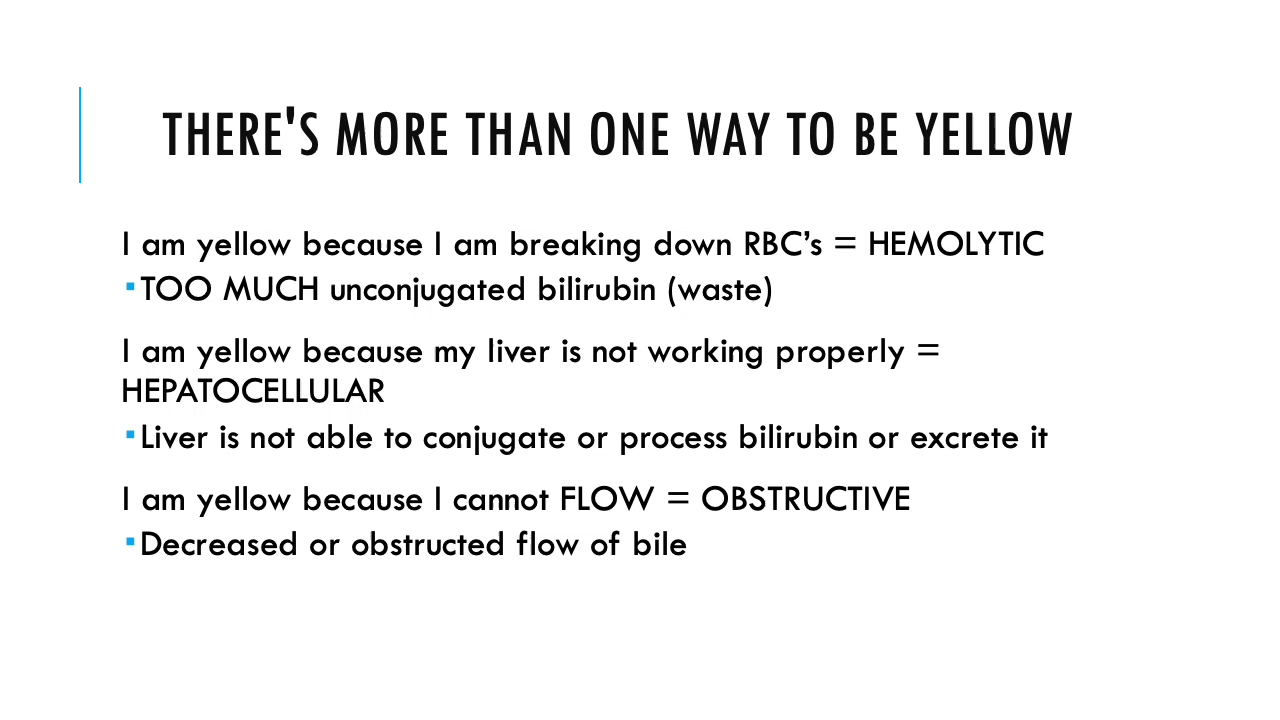 THERE'S MORE THAN ONE WAY TO BE YELLOW
I am yellow because I am breaking down RBC’s = HEMOLYTIC
▪TOO MUCH unconjugated bilirubin (waste)
I am yellow because my liver is not working properly =
HEPATOCELLULAR
▪Liver is not able to conjugate or process bilirubin or excrete it
I am yellow because I cannot FLOW = OBSTRUCTIVE
▪Decreased or obstructed flow of bile